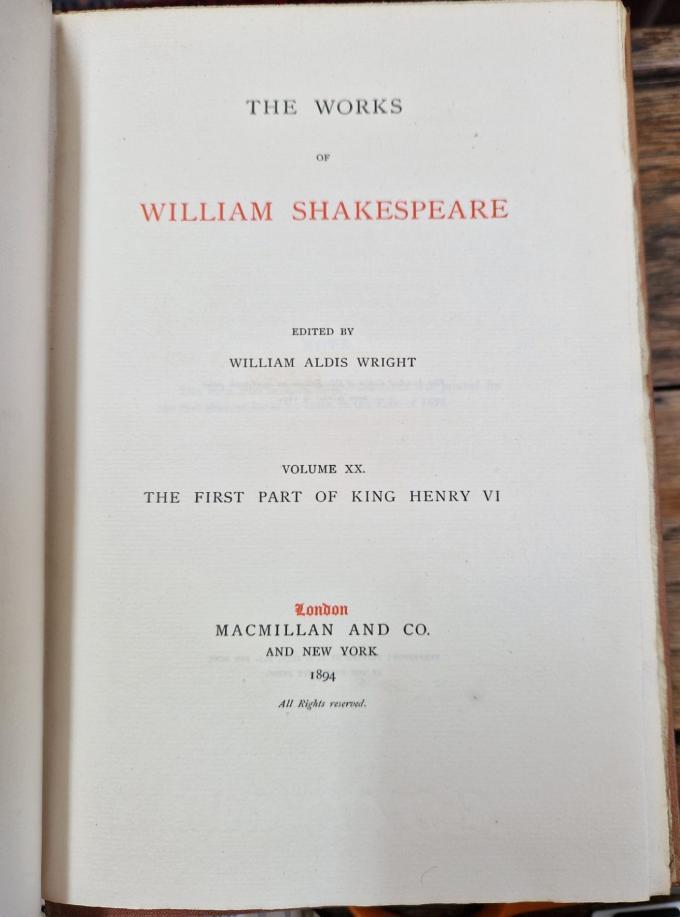 THE WORKS
OF
WILLIAM SHAKESPEARE
EDITED BY
WILLIAM ALDIS WRIGHT
VOLUME XX.
THE FIRST PART OF KING HENRY VI
London
MACMILLAN AND CO.
AND NEW YORK
1894
All Rights reserved.